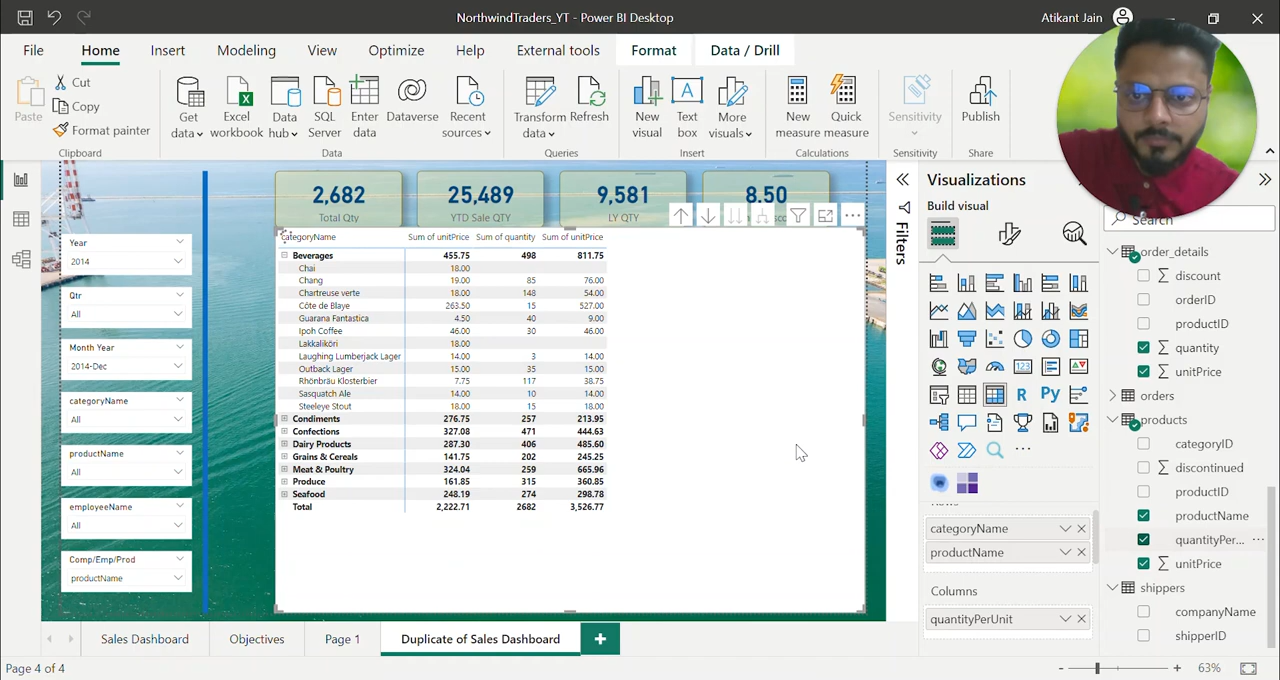 NorthwindTraders_YT - Power BI Desktop
Atikant Jain
File Home Insert Modeling View Optimize Help External tools Format Data / Drill
Paste
Cut
Copy
Format painter
Clipboard
Get data
Excel workbook
Data hub
SQL Server
Enter data
Dataverse
Recent sources
Data
Transform data
Refresh
Queries
New visual
Text box
More visuals
Insert
New measure
Quick measure
Calculations
Sensitivity
Sensitivity
Publish
Share
2,682
Total Qty
25,489
YTD Sale QTY
9,581
LY QTY
8.50
Year
2014
Qtr
All
Month Year
2014-Dec
categoryName
All
productName
All
employeeName
All
Comp/Emp/Prod
productName
categoryName Sum of unitPrice Sum of quantity Sum of unitPrice
Beverages 455.75 498 811.75
Chai 18.00
Chang 19.00 85 76.00
Chartreuse verte 18.00 148 54.00
Côte de Blaye 263.50 15 527.00
Guarana Fantastica 4.50 40 9.00
Ipoh Coffee 46.00 30 46.00
Lakkaliköri 18.00
Laughing Lumberjack Lager 14.00 3 14.00
Outback Lager 15.00 35 15.00
Rhönbräu Klosterbier 7.75 117 38.75
Sasquatch Ale 14.00 10 14.00
Steeleye Stout 18.00 15 18.00
Condiments 276.75 257 213.95
Confections 327.08 471 444.63
Dairy Products 287.30 406 485.60
Grains & Cereals 141.75 202 245.25
Meat & Poultry 324.04 259 665.96
Produce 161.85 315 360.85
Seafood 248.19 274 298.78
Total 2,222.71 2682 3,526.77
Filters
Visualizations
Build visual
R Py
123
categoryName
productName
Columns
quantityPerUnit
Search
order_details
discount
orderID
productID
quantity
unitPrice
orders
products
categoryID
discontinued
productID
productName
quantityPer...
unitPrice
shippers
companyName
shipperID
Sales Dashboard Objectives Page 1 Duplicate of Sales Dashboard
Page 4 of 4
63%